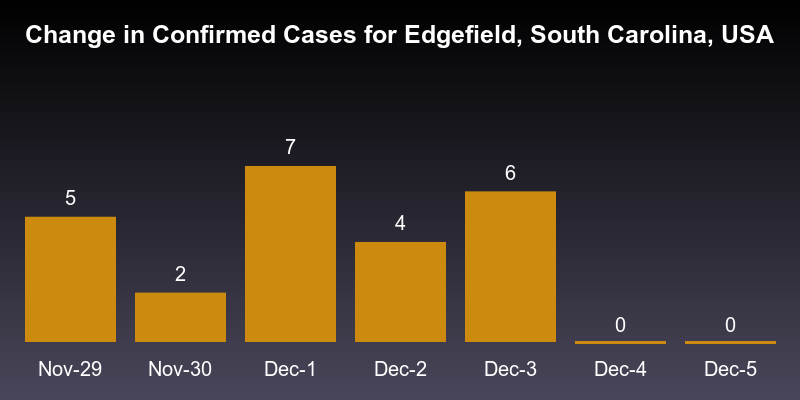 Change in Confirmed Cases for Edgefield, South Carolina, USA
5
2
7
4
6
0
0
Nov-29
Nov-30
Dec-1
Dec-2
Dec-3
Dec-4
Dec-5